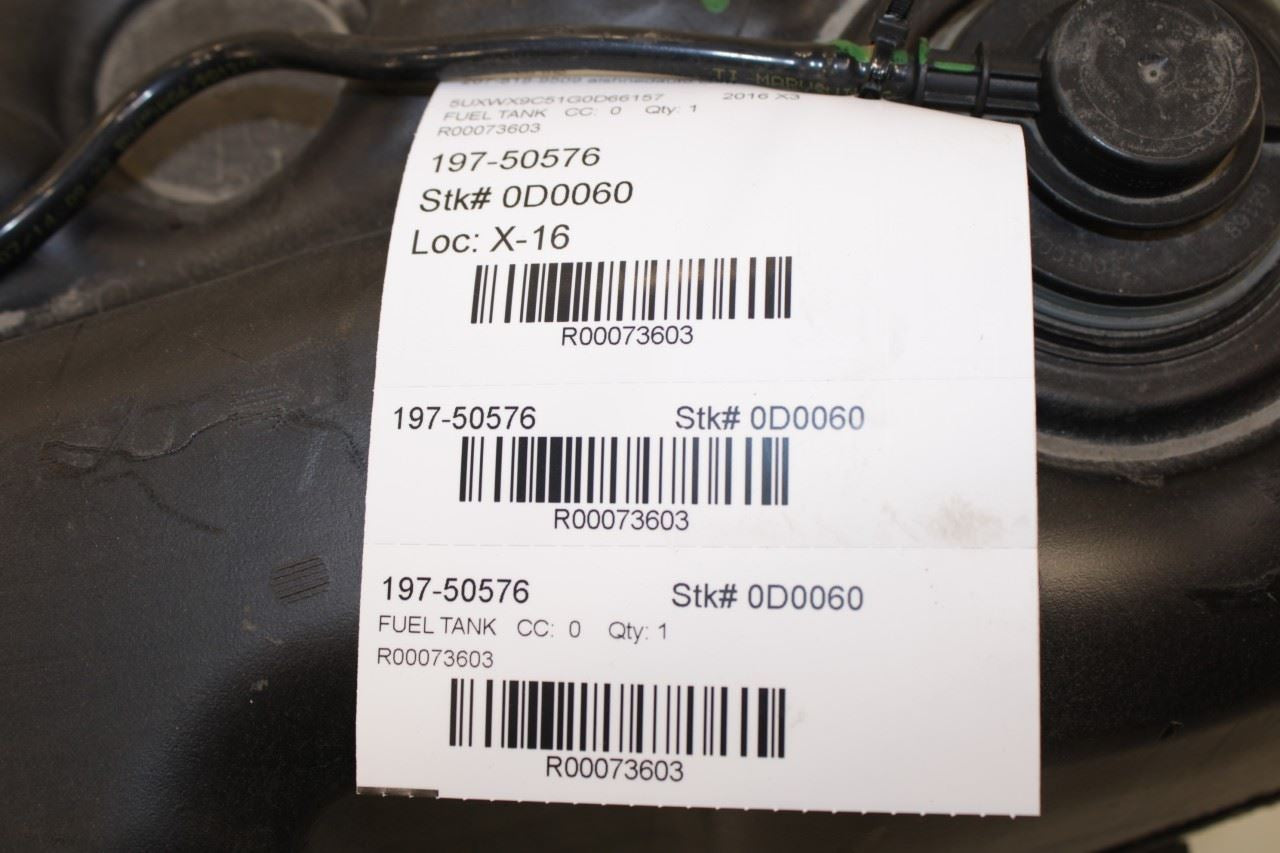 5UXWX9C51G0D66157 2016 X3
FUEL TANK CC: 0 Qty: 1
R00073603
197-50576
Stk# 0D0060
Loc: X-16
R00073603
197-50576 Stk# 0D0060
R00073603
197-50576 Stk# 0D0060
FUEL TANK CC: 0 Qty: 1
R00073603
R00073603